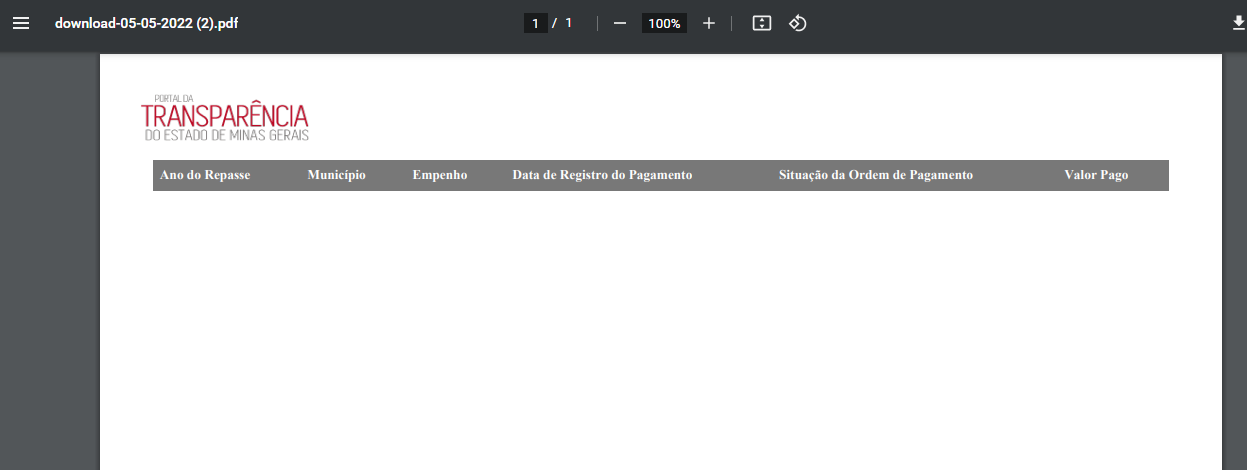 download-05-05-2022 (2).pdf 1 / 1 100%
PORTAL DA
TRANSPARÊNCIA
DO ESTADO DE MINAS GERAIS
Ano do Repasse Município Empenho Data de Registro do Pagamento Situação da Ordem de Pagamento Valor Pago